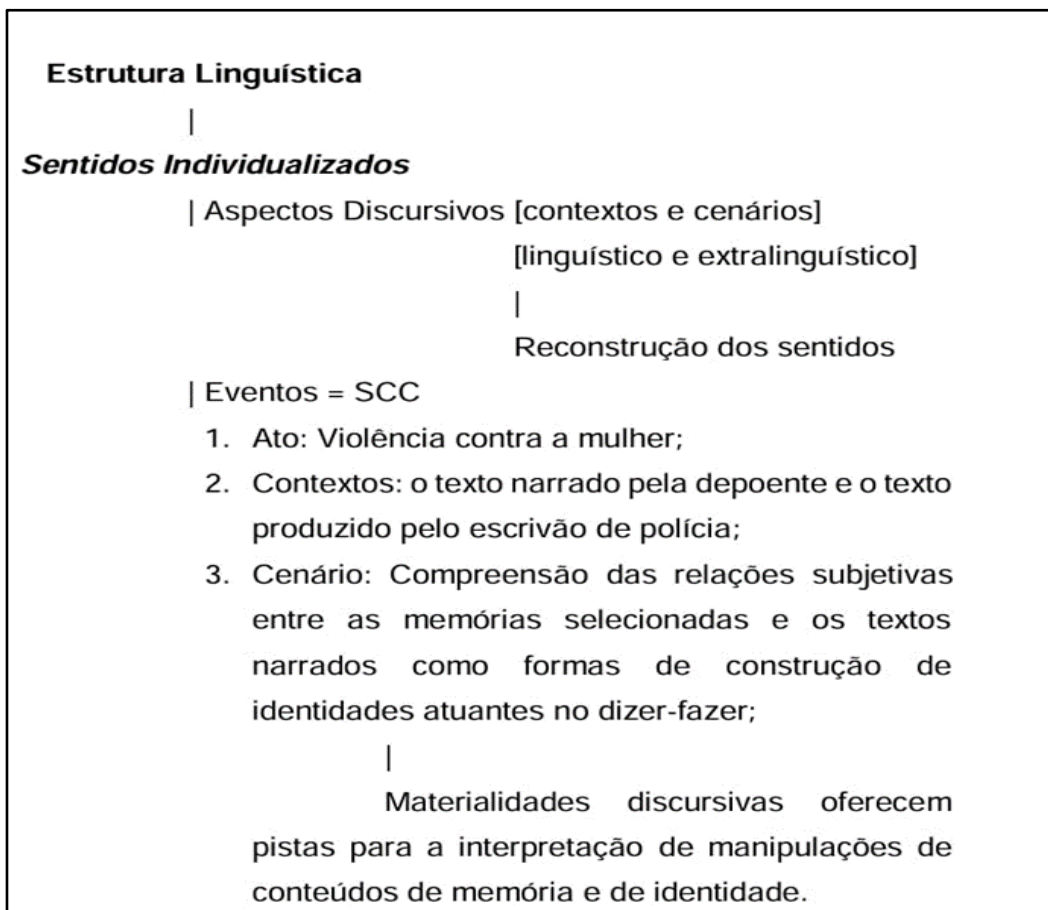 Estrutura Linguística
|
Sentidos Individualizados
| Aspectos Discursivos [contextos e cenários]
[linguístico e extralinguístico]
|
Reconstrução dos sentidos
| Eventos = SCC
1. Ato: Violência contra a mulher;
2. Contextos: o texto narrado pela depoente e o texto
produzido pelo escrivão de polícia;
3. Cenário: Compreensão das relações subjetivas
entre as memórias selecionadas e os textos
narrados como formas de construção de
identidades atuantes no dizer-fazer;
|
Materialidades discursivas oferecem
pistas para a interpretação de manipulações de
conteúdos de memória e de identidade.